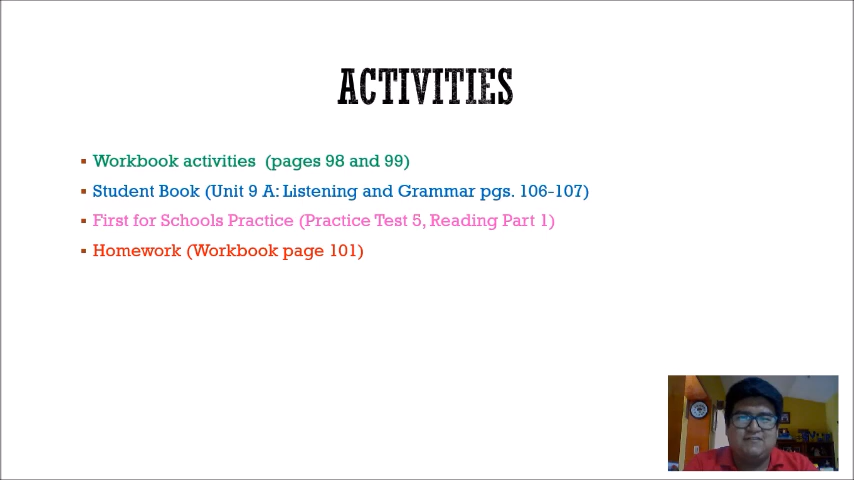 ACTIVITIES
Workbook activities (pages 98 and 99)
Student Book (Unit 9 A: Listening and Grammar pgs. 106-107)
First for Schools Practice (Practice Test 5, Reading Part 1)
Homework (Workbook page 101)